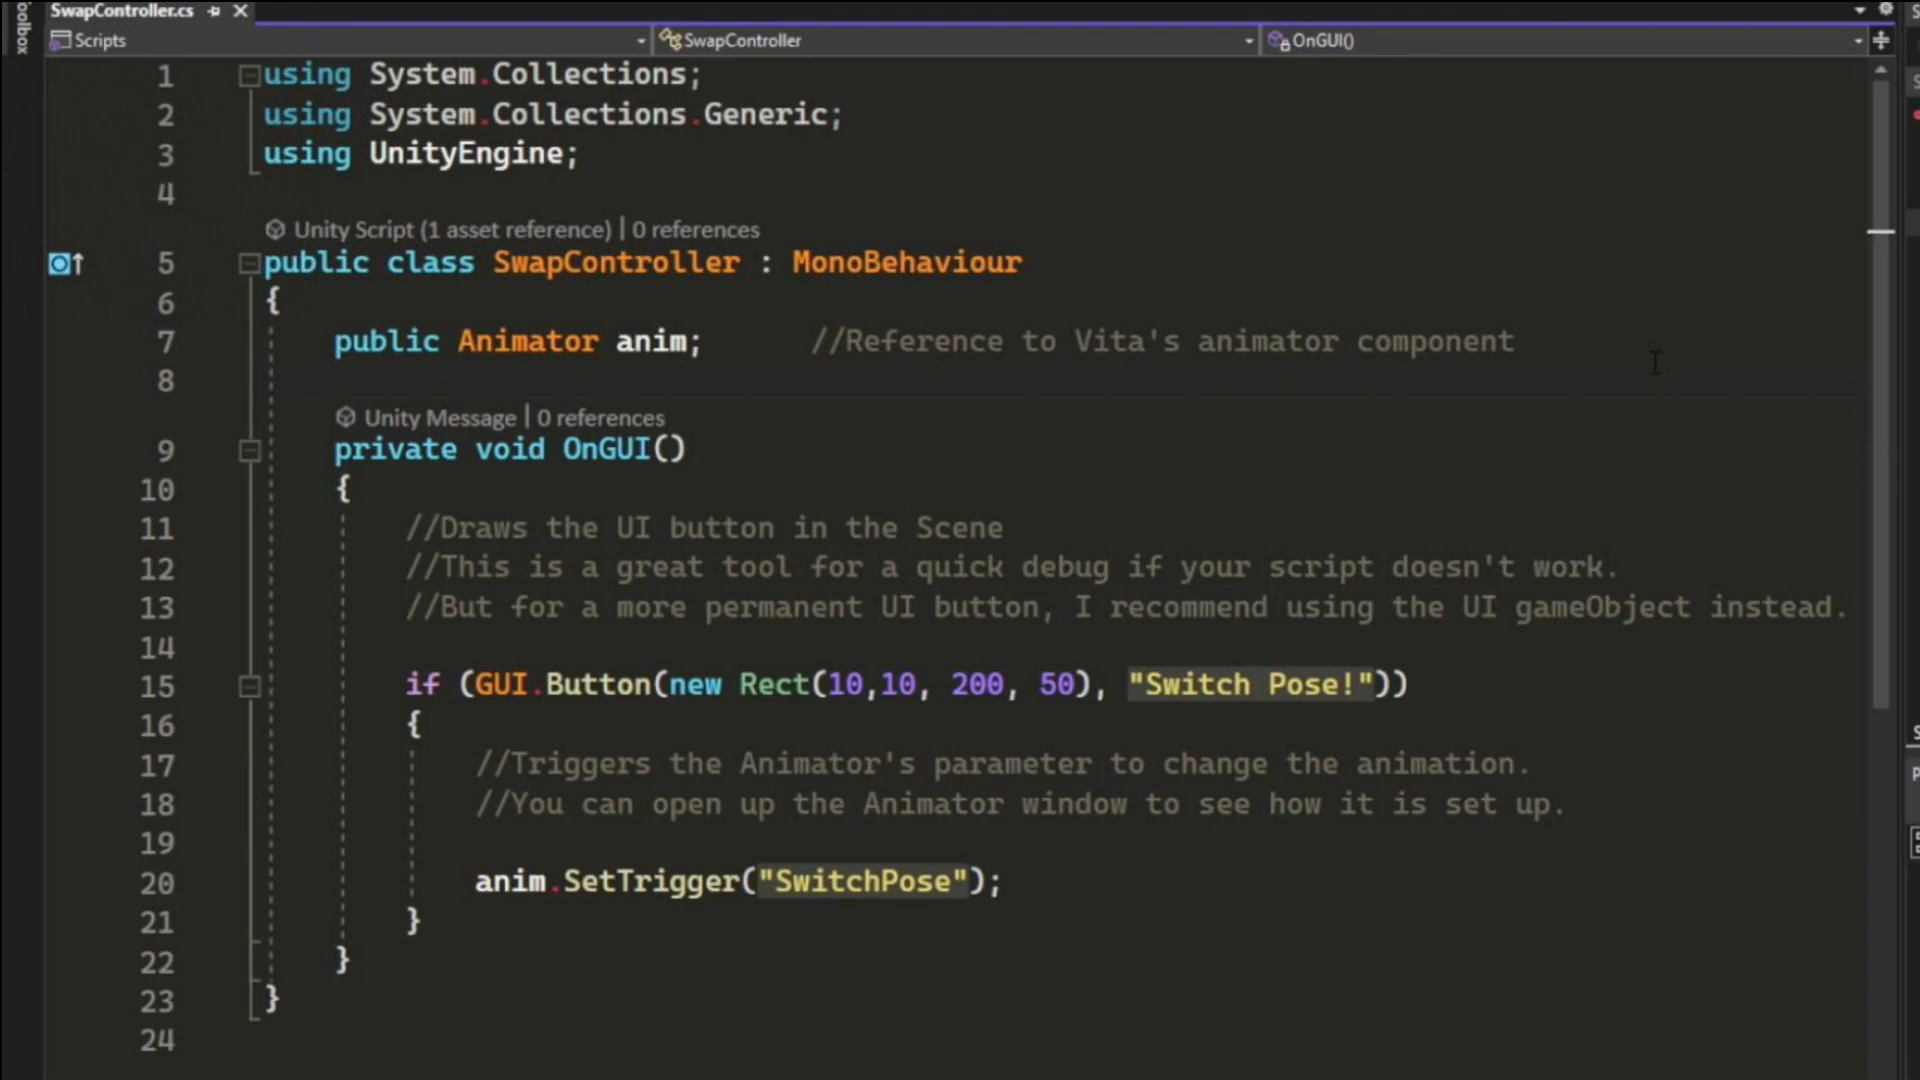 SwapController.cs
Toolbox
Scripts
SwapController
OnGUI()
1 using System.Collections;
2 using System.Collections.Generic;
3 using UnityEngine;
4
Unity Script (1 asset reference) | 0 references
5 public class SwapController : MonoBehaviour
6 {
7 public Animator anim; //Reference to Vita's animator component
8
Unity Message | 0 references
9 private void OnGUI()
10 {
11 //Draws the UI button in the Scene
12 //This is a great tool for a quick debug if your script doesn't work.
13 //But for a more permanent UI button, I recommend using the UI gameObject instead.
14
15 if (GUI.Button(new Rect(10,10, 200, 50), "Switch Pose!"))
16 {
17 //Triggers the Animator's parameter to change the animation.
18 //You can open up the Animator window to see how it is set up.
19
20 anim.SetTrigger("SwitchPose");
21 }
22 }
23 }
24